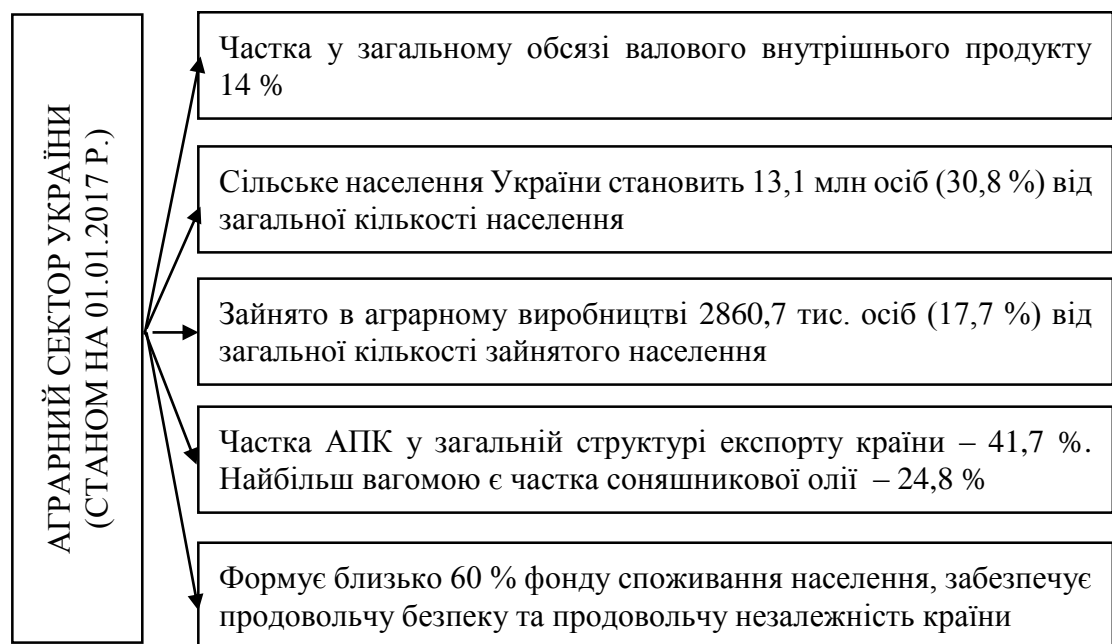 АГРАРНИЙ СЕКТОР УКРАЇНИ
(СТАНОМ НА 01.01.2017 Р.)
Частка у загальному обсязі валового внутрішнього продукту
14 %
Сільське населення України становить 13,1 млн осіб (30,8 %) від
загальної кількості населення
Зайнято в аграрному виробництві 2860,7 тис. осіб (17,7 %) від
загальної кількості зайнятого населення
Частка АПК у загальній структурі експорту країни – 41,7 %.
Найбільш вагомою є частка соняшникової олії – 24,8 %
Формує близько 60 % фонду споживання населення, забезпечує
продовольчу безпеку та продовольчу незалежність країни